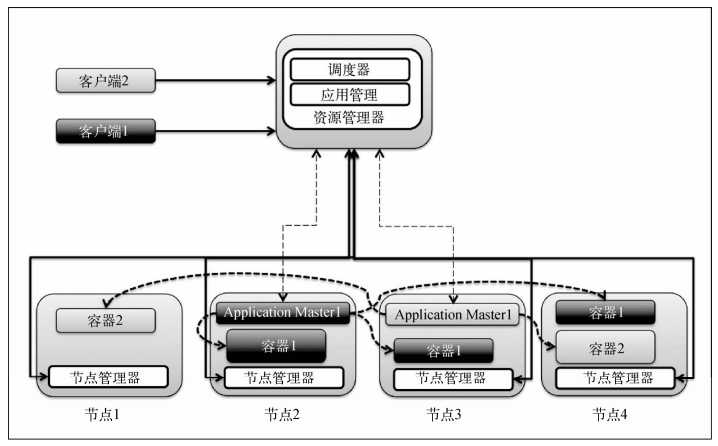 客户端2
客户端1
调度器
应用管理
资源管理器
容器2
节点管理器
节点1
Application Master1
容器1
节点管理器
节点2
Application Master1
容器1
节点管理器
节点3
容器1
容器2
节点管理器
节点4